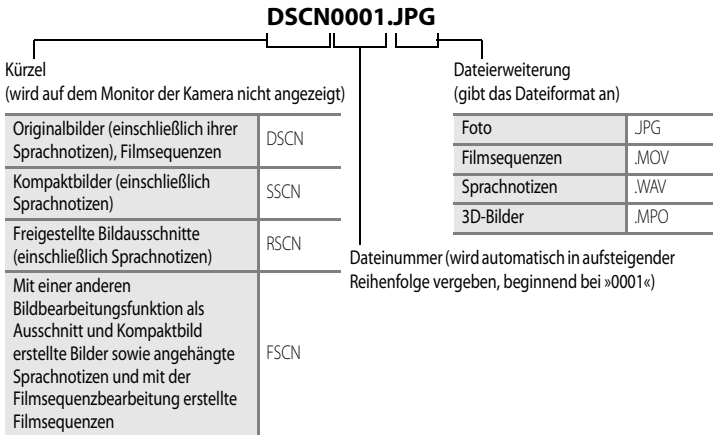 DSCN0001.JPG
Kürzel
(wird auf dem Monitor der Kamera nicht angezeigt)
Originalbilder (einschließlich ihrer
Sprachnotizen), Filmsequenzen
DSCN
Kompaktbilder (einschließlich
Sprachnotizen)
SSCN
Freigestellte Bildausschnitte
(einschließlich Sprachnotizen)
RSCN
Mit einer anderen
Bildbearbeitungsfunktion als
Ausschnitt und Kompaktbild
erstellte Bilder sowie angehängte
Sprachnotizen und mit der
Filmsequenzbearbeitung erstellte
Filmsequenzen
FSCN
Dateierweiterung
(gibt das Dateiformat an)
Foto .JPG
Filmsequenzen .MOV
Sprachnotizen .WAV
3D-Bilder .MPO
Dateinummer (wird automatisch in aufsteigender
Reihenfolge vergeben, beginnend bei »0001«)